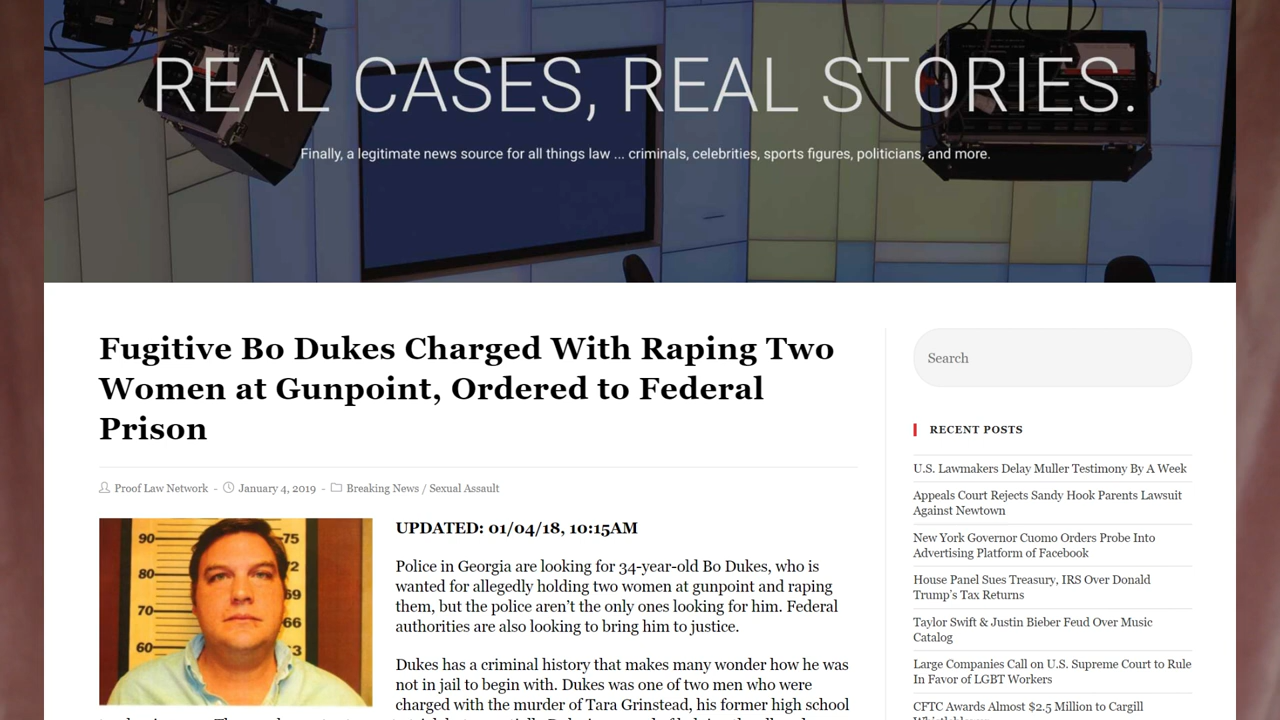 REAL CASES, REAL STORIES.
Finally, a legitimate news source for all things law ... criminals, celebrities, sports figures, politicians, and more.
Fugitive Bo Dukes Charged With Raping Two
Women at Gunpoint, Ordered to Federal
Prison
Proof Law Network - January 4, 2019 - Breaking News / Sexual Assault
90 75
80 72
70 69
66
60 63
UPDATED: 01/04/18, 10:15AM
Police in Georgia are looking for 34-year-old Bo Dukes, who is
wanted for allegedly holding two women at gunpoint and raping
them, but the police aren't the only ones looking for him. Federal
authorities are also looking to bring him to justice.
Dukes has a criminal history that makes many wonder how he was
not in jail to begin with. Dukes was one of two men who were
charged with the murder of Tara Grinstead, his former high school
Search
RECENT POSTS
U.S. Lawmakers Delay Muller Testimony By A Week
Appeals Court Rejects Sandy Hook Parents Lawsuit
Against Newtown
New York Governor Cuomo Orders Probe Into
Advertising Platform of Facebook
House Panel Sues Treasury, IRS Over Donald
Trump's Tax Returns
Taylor Swift & Justin Bieber Feud Over Music
Catalog
Large Companies Call on U.S. Supreme Court to Rule
In Favor of LGBT Workers
CFTC Awards Almost $2.5 Million to Cargill